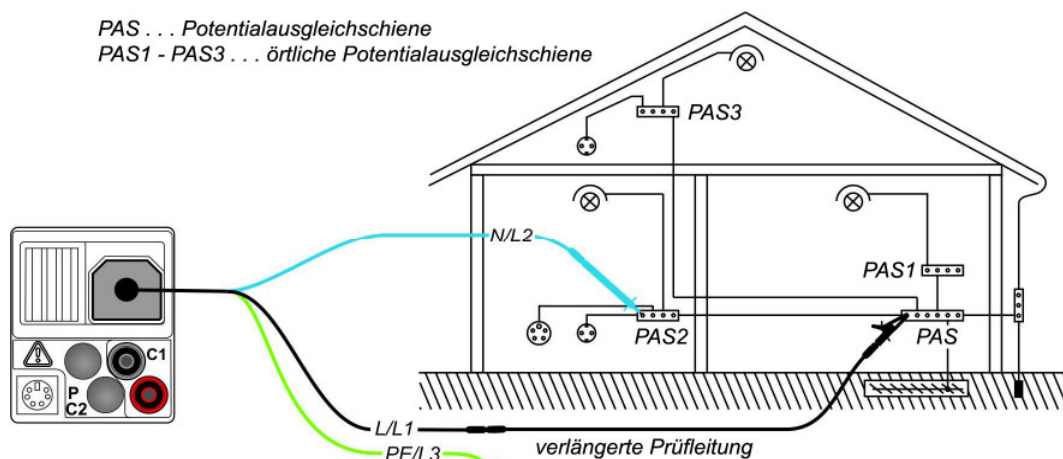 PAS . . . Potentialausgleichschiene
PAS1 - PAS3 . . . örtliche Potentialausgleichschiene
PAS3
N/L2
PAS1
PAS2
PAS
C1
P
C2
L/L1
verlängerte Prüfleitung
PE/L3